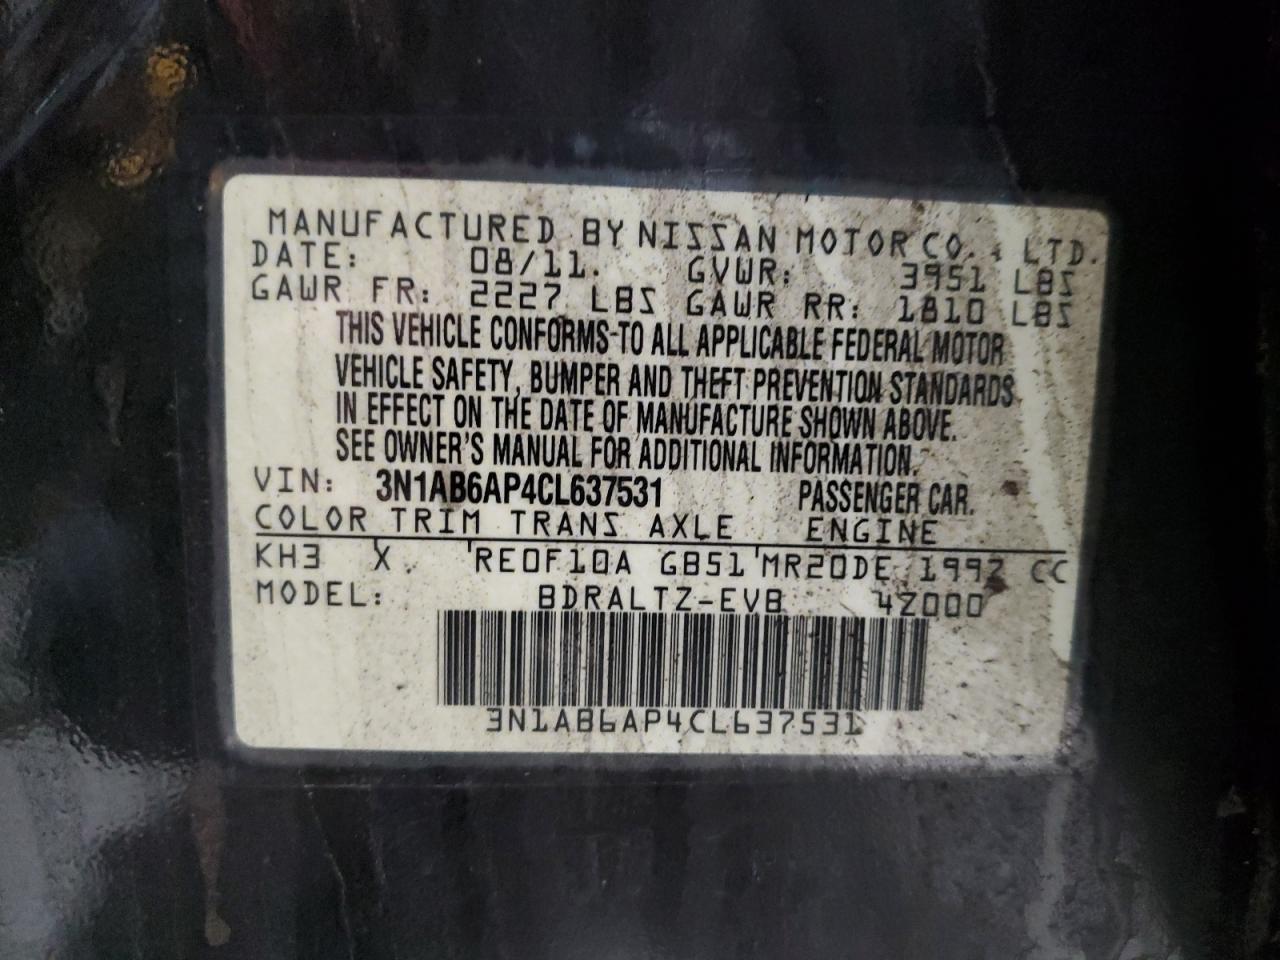 MANUFACTURED BY NISSAN MOTOR CO., LTD.
DATE: 08/11. GVWR: 3951 LBS
GAWR FR: 2227 LBS GAWR RR: 1810 LBS
THIS VEHICLE CONFORMS TO ALL APPLICABLE FEDERAL MOTOR
VEHICLE SAFETY, BUMPER AND THEFT PREVENTION STANDARDS
IN EFFECT ON THE DATE OF MANUFACTURE SHOWN ABOVE.
SEE OWNER'S MANUAL FOR ADDITIONAL INFORMATION.
VIN: 3N1AB6AP4CL637531 PASSENGER CAR.
COLOR TRIM TRANS AXLE ENGINE
KH3 X RE0F10A GB51 MR20DE 1997 CC
MODEL: BDRALTZ-EVB 4Z000
3N1AB6AP4CL637531